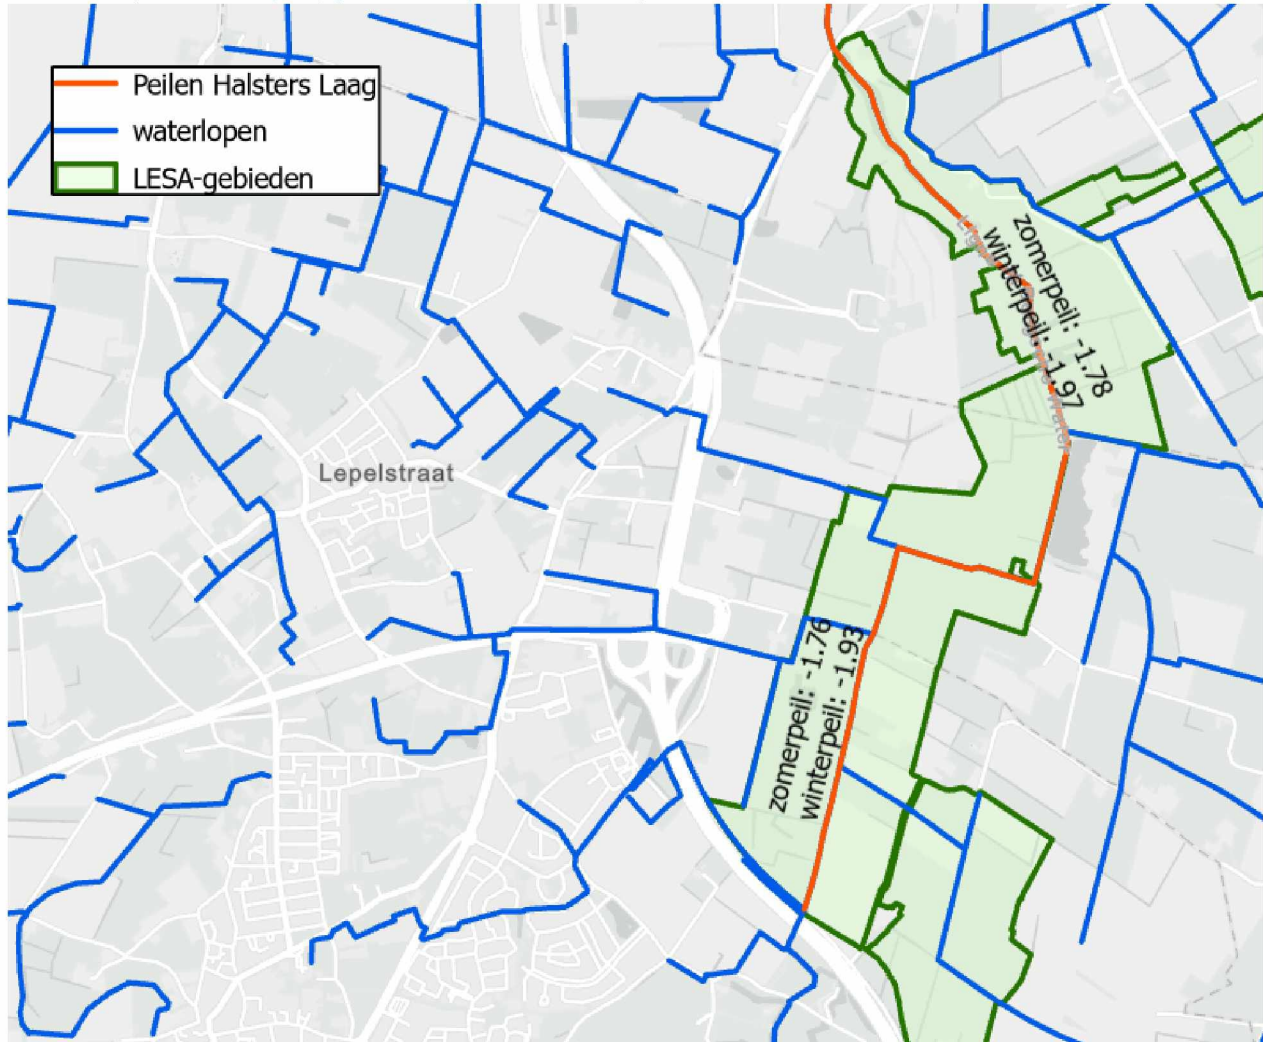 Peilen Halsters Laag
waterlopen
LESA-gebieden
zomerpeil: -1.78
winterpeil: -1.97
Lepelstraat
zomerpeil: -1.76
winterpeil: -1.93